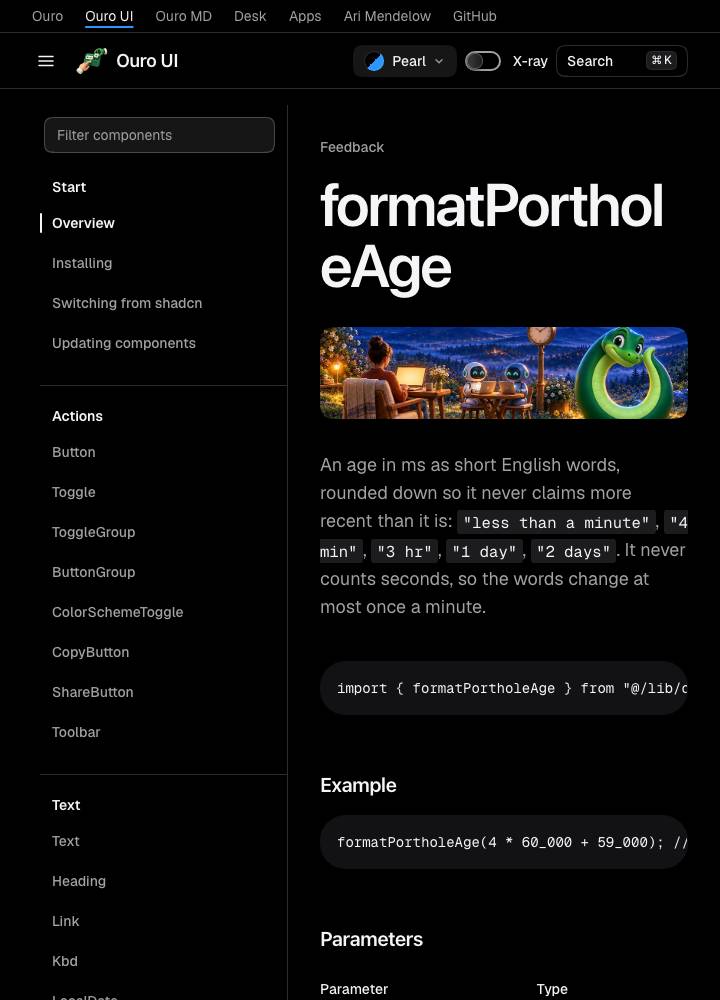 Ouro Ouro UI Ouro MD Desk Apps Ari Mendelow GitHub
Ouro UI
Pearl
X-ray
Search ⌘ K
Filter components
Start
Overview
Installing
Switching from shadcn
Updating components
Actions
Button
Toggle
ToggleGroup
ButtonGroup
ColorSchemeToggle
CopyButton
ShareButton
Toolbar
Text
Text
Heading
Link
Kbd
LocalDate
Feedback
formatPorthol
eAge
An age in ms as short English words,
rounded down so it never claims more
recent than it is: "less than a minute", "4
min", "3 hr", "1 day", "2 days". It never
counts seconds, so the words change at
most once a minute.
import { formatPortholeAge } from "@/lib/
Example
formatPortholeAge(4 * 60_000 + 59_000); //
Parameters
Parameter Type